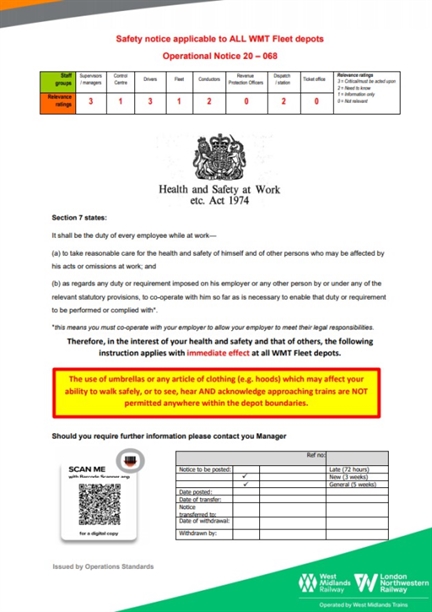 Safety notice applicable to ALL WMT Fleet depots
Operational Notice 20 – 068
Staff groups Supervisors / managers Control Centre Drivers Fleet Conductors Revenue Protection Officers Dispatch / station Ticket office
Relevance ratings 3 1 3 1 2 0 2 0
Relevance ratings
3 = Critical/must be acted upon
2 = Need to know
1 = Information only
0 = Not relevant
Health and Safety at Work
etc. Act 1974
Section 7 states:
It shall be the duty of every employee while at work—
(a) to take reasonable care for the health and safety of himself and of other persons who may be affected by
his acts or omissions at work; and
(b) as regards any duty or requirement imposed on his employer or any other person by or under any of the
relevant statutory provisions, to co-operate with him so far as is necessary to enable that duty or requirement
to be performed or complied with*.
*this means you must co-operate with your employer to allow your employer to meet their legal responsibilities.
Therefore, in the interest of your health and safety and that of others, the following
instruction applies with immediate effect at all WMT Fleet depots.
The use of umbrellas or any article of clothing (e.g. hoods) which may affect your
ability to walk safely, or to see, hear AND acknowledge approaching trains are NOT
permitted anywhere within the depot boundaries.
Should you require further information please contact you Manager
SCAN ME
for a digital copy
Ref no:
Notice to be posted: Late (72 hours)
✓ New (3 weeks)
✓ General (5 weeks)
Date posted:
Date of transfer:
Notice
transferred to:
Date of withdrawal:
Withdrawn by:
Issued by Operations Standards
West
Midlands
Railway
London
Northwestern
Railway
Operated by West Midlands Trains